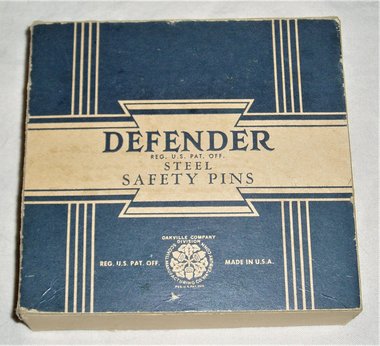 DEFENDER
REG. U.S. PAT. OFF.
STEEL
SAFETY PINS
OAKVILLE COMPANY
DIVISION
REG. U.S. PAT. OFF.
MADE IN U.S.A.